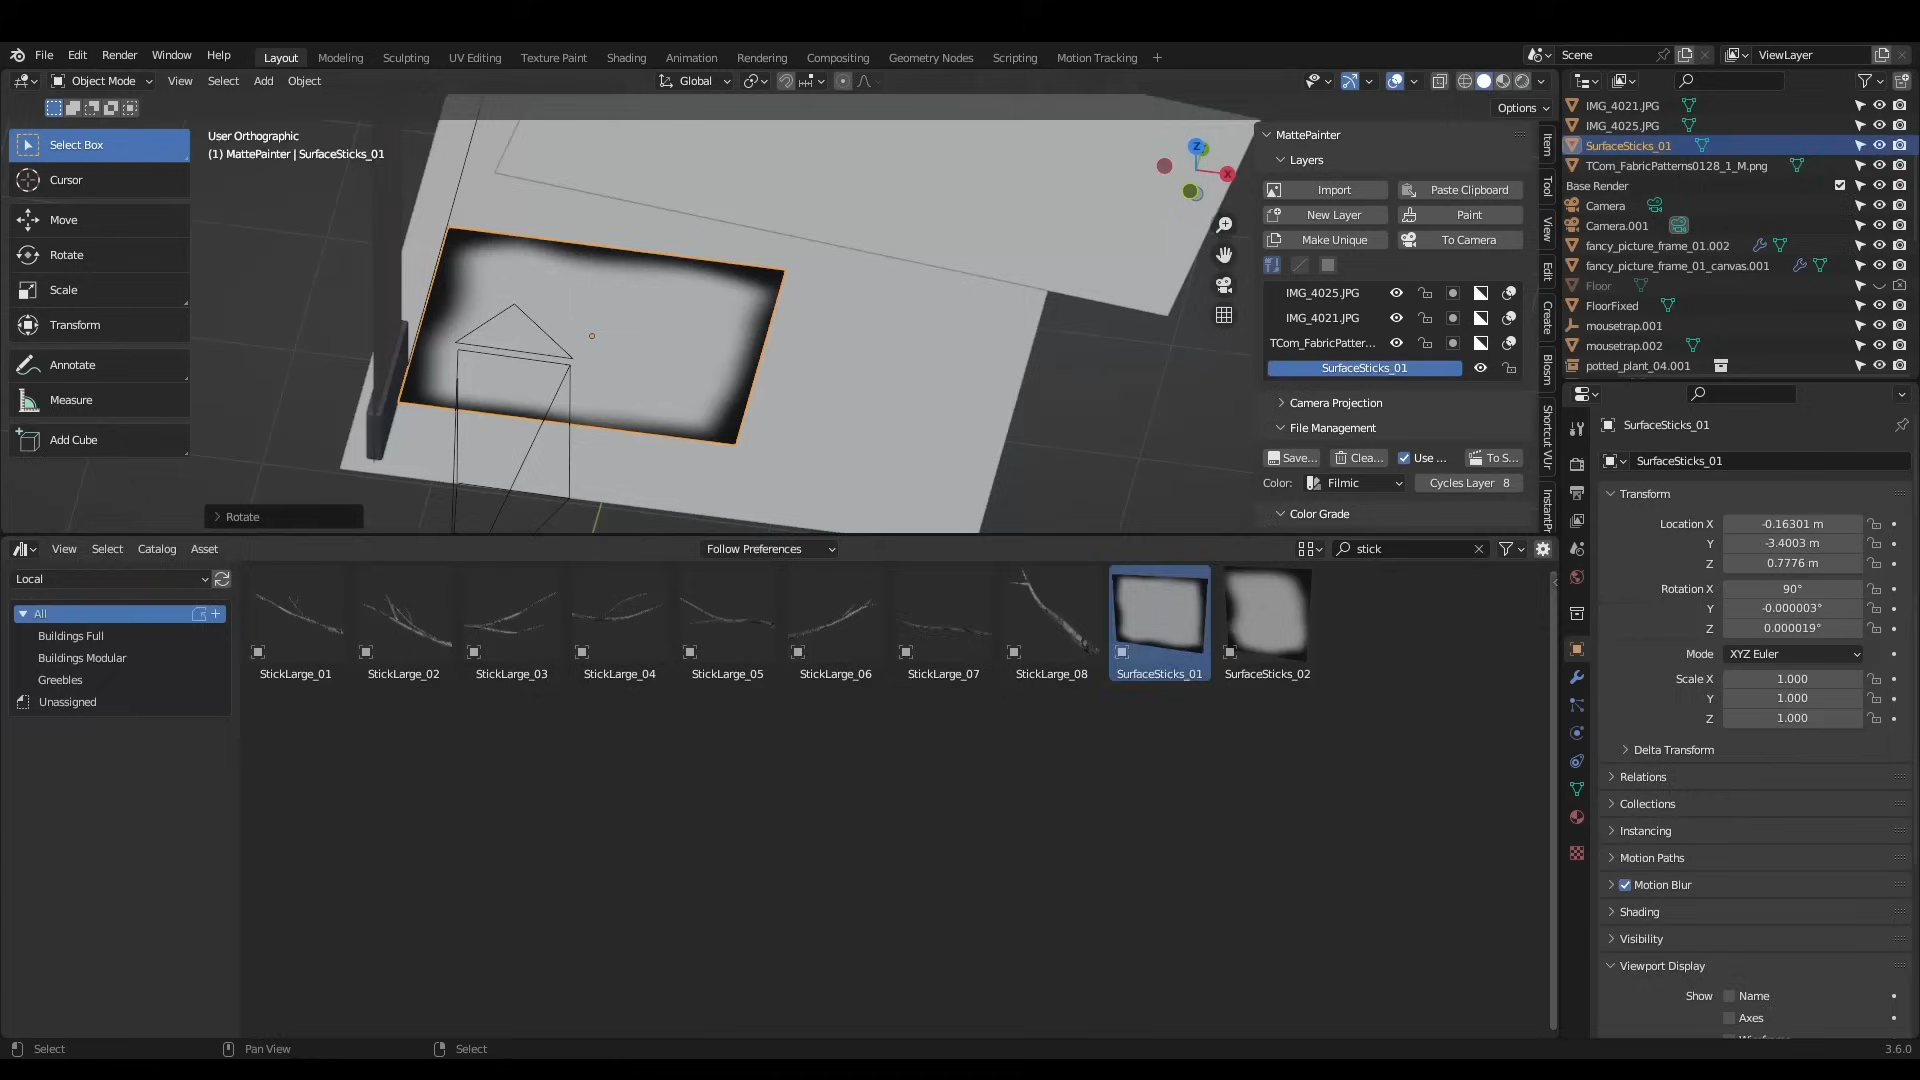 File Edit Render Window Help Layout Modeling Sculpting UV Editing Texture Paint Shading Animation Rendering Compositing Geometry Nodes Scripting Motion Tracking + Scene ViewLayer
Object Mode View Select Add Object Global
Options
Select Box
Cursor
Move
Rotate
Scale
Transform
Annotate
Measure
Add Cube
User Orthographic
(1) MattePainter | SurfaceSticks_01
Z
X
Rotate
MattePainter
Layers
Import Paste Clipboard
New Layer Paint
Make Unique To Camera
IMG_4025.JPG
IMG_4021.JPG
TCom_FabricPatter...
SurfaceSticks_01
Camera Projection
File Management
Save... Clea... Use ... To S...
Color: Filmic Cycles Layer 8
Color Grade
Item
Tool
View
Edit
Create
Blosm
Shortcut VUr
InstantPr
IMG_4021.JPG
IMG_4025.JPG
SurfaceSticks_01
TCom_FabricPatterns0128_1_M.png
Base Render
Camera
Camera.001
fancy_picture_frame_01.002
fancy_picture_frame_01_canvas.001
Floor
FloorFixed
mousetrap.001
mousetrap.002
potted_plant_04.001
SurfaceSticks_01
SurfaceSticks_01
Transform
Location X -0.16301 m
Y -3.4003 m
Z 0.7776 m
Rotation X 90°
Y -0.000003°
Z 0.000019°
Mode XYZ Euler
Scale X 1.000
Y 1.000
Z 1.000
Delta Transform
Relations
Collections
Instancing
Motion Paths
Motion Blur
Shading
Visibility
Viewport Display
Show Name
Axes
View Select Catalog Asset Follow Preferences stick
Local
All
Buildings Full
Buildings Modular
Greebles
Unassigned
StickLarge_01 StickLarge_02 StickLarge_03 StickLarge_04 StickLarge_05 StickLarge_06 StickLarge_07 StickLarge_08 SurfaceSticks_01 SurfaceSticks_02
Select Pan View Select 3.6.0